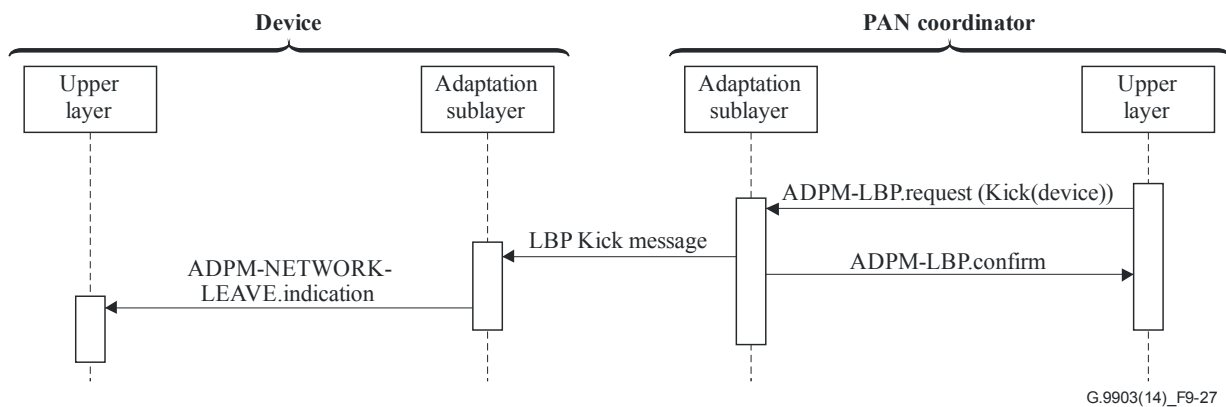 Device
PAN coordinator
Upper
layer
Adaptation
sublayer
Adaptation
sublayer
Upper
layer
ADPM-LBP.request (Kick(device))
LBP Kick message
ADPM-LBP.confirm
ADPM-NETWORK-
LEAVE.indication
G.9903(14)_F9-27